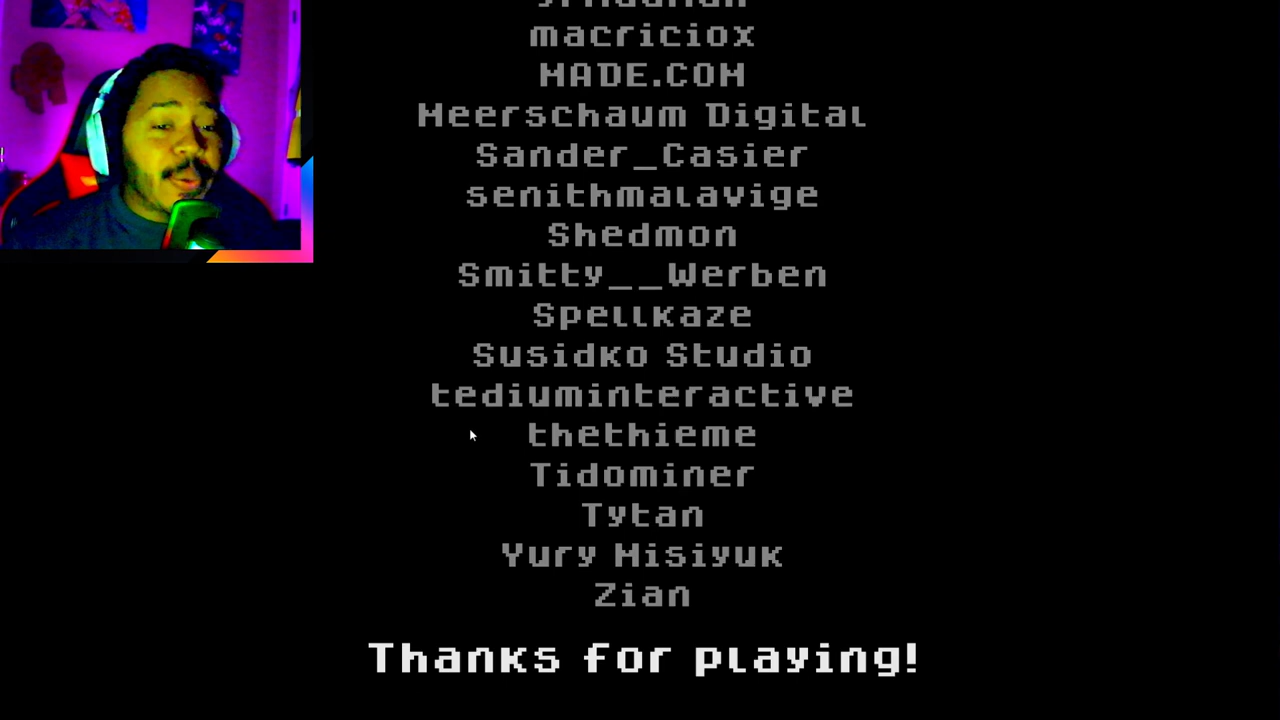 macriciox
MADE.COM
Meerschaum Digital
Sander_Casier
senithmalavige
Shedmon
Smitty__Werben
Spellkaze
Susidko Studio
tediuminteractive
thethieme
Tidominer
Tytan
Yury Misiyuk
Zian
Thanks for playing!